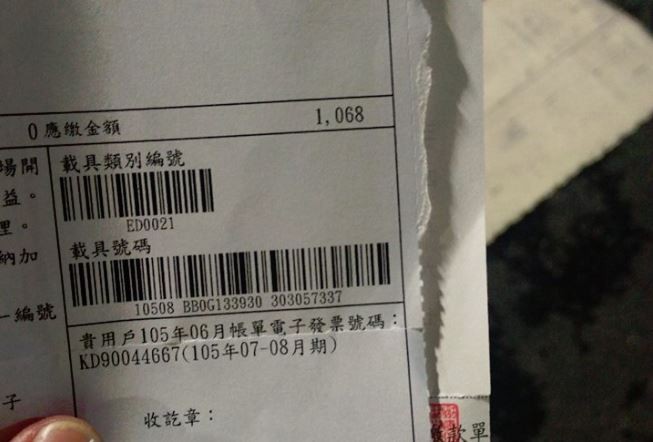 0 應繳金額 1,068
場開
益。
理。
納加
編號
子
載具類別編號
ED0021
載具號碼
10508 BB0G133930 303057337
貴用戶105年06月帳單電子發票號碼：
KD90044667(105年07-08月期)
收訖章：
款單